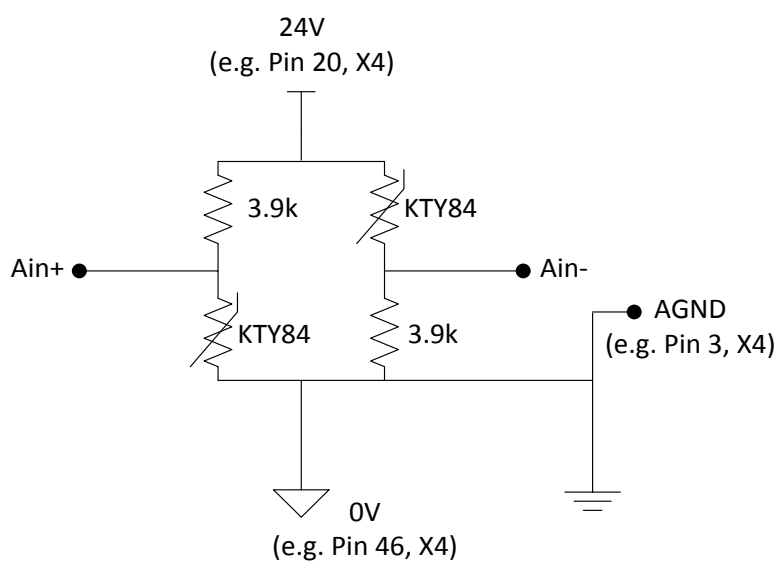 24V
(e.g. Pin 20, X4)
3.9k
KTY84
Ain+
Ain-
KTY84
3.9k
AGND
(e.g. Pin 3, X4)
0V
(e.g. Pin 46, X4)